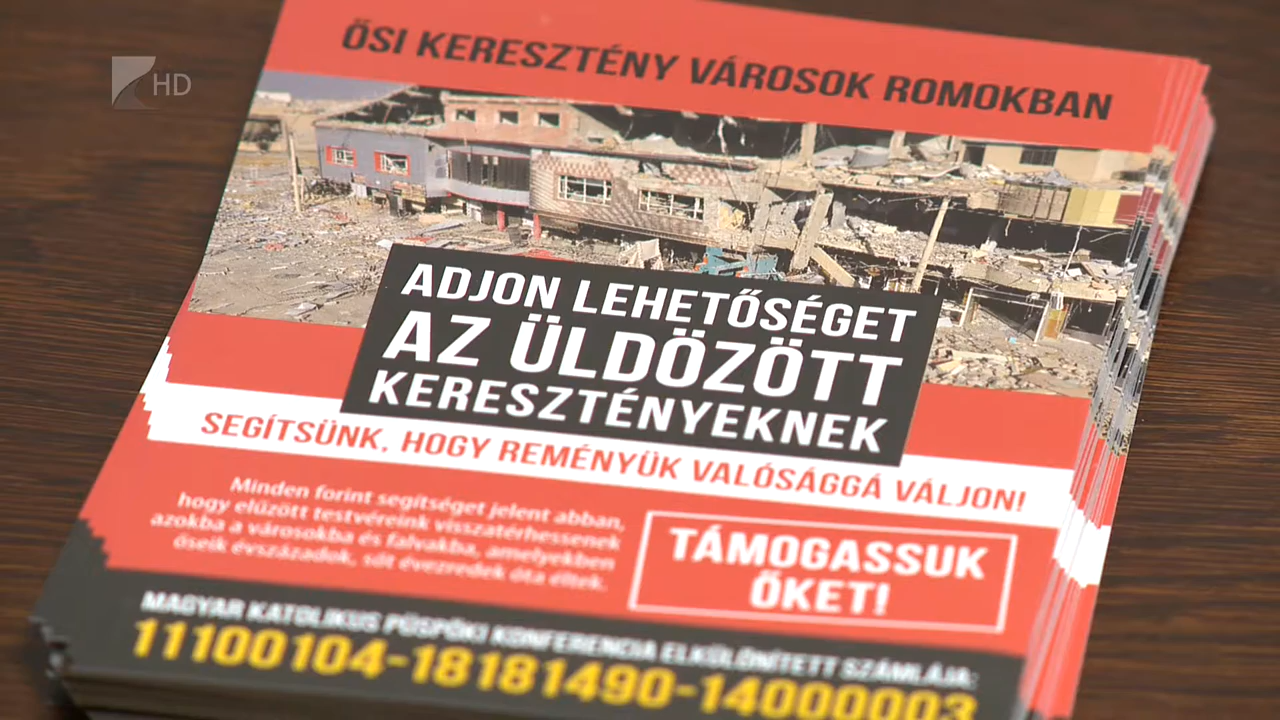 HD
ŐSI KERESZTÉNY VÁROSOK ROMOKBAN
ADJON LEHETŐSÉGET
AZ ÜLDÖZÖTT
KERESZTÉNYEKNEK
SEGÍTSÜNK, HOGY REMÉNYÜK VALÓSÁGGÁ VÁLJON!
Minden forint segítséget jelent abban,
hogy elűzött testvéreink visszatérhessenek
azokba a városokba és falvakba, amelyekben
őseik évszázadok, sőt évezredek óta éltek.
TÁMOGASSUK
ŐKET!
MAGYAR KATOLIKUS PÜSPÖKI KONFERENCIA ELKÜLÖNÍTETT SZÁMLÁJA:
11100104-18181490-14000003